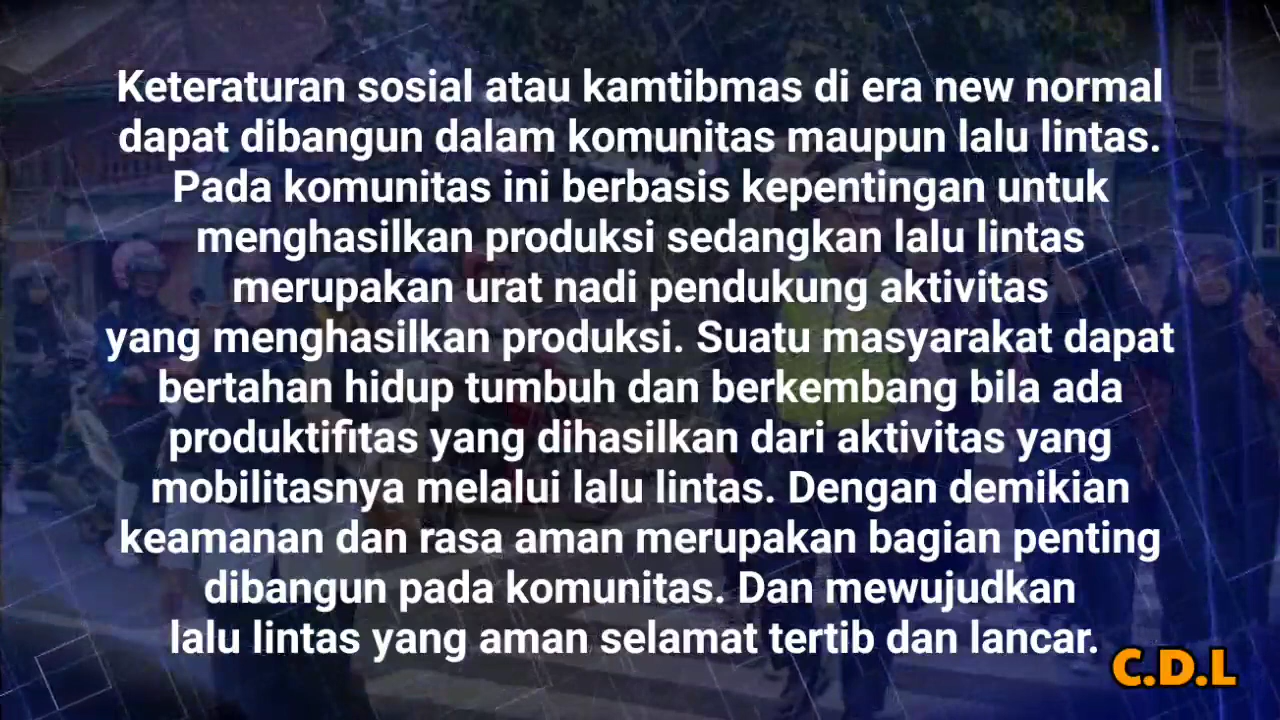 Keteraturan sosial atau kamtibmas di era new normal
dapat dibangun dalam komunitas maupun lalu lintas.
Pada komunitas ini berbasis kepentingan untuk
menghasilkan produksi sedangkan lalu lintas
merupakan urat nadi pendukung aktivitas
yang menghasilkan produksi. Suatu masyarakat dapat
bertahan hidup tumbuh dan berkembang bila ada
produktifitas yang dihasilkan dari aktivitas yang
mobilitasnya melalui lalu lintas. Dengan demikian
keamanan dan rasa aman merupakan bagian penting
dibangun pada komunitas. Dan mewujudkan
lalu lintas yang aman selamat tertib dan lancar.
C.D.L